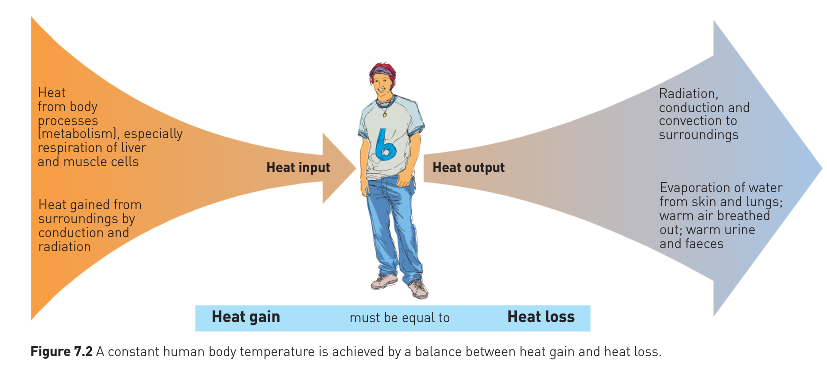 Heat
from body
processes
(metabolism), especially
respiration of liver
and muscle cells
Heat gained from
surroundings by
conduction and
radiation
Heat input
6
Heat output
Radiation,
conduction and
convection to
surroundings
Evaporation of water
from skin and lungs;
warm air breathed
out; warm urine
and faeces
Heat gain must be equal to Heat loss
Figure 7.2 A constant human body temperature is achieved by a balance between heat gain and heat loss.